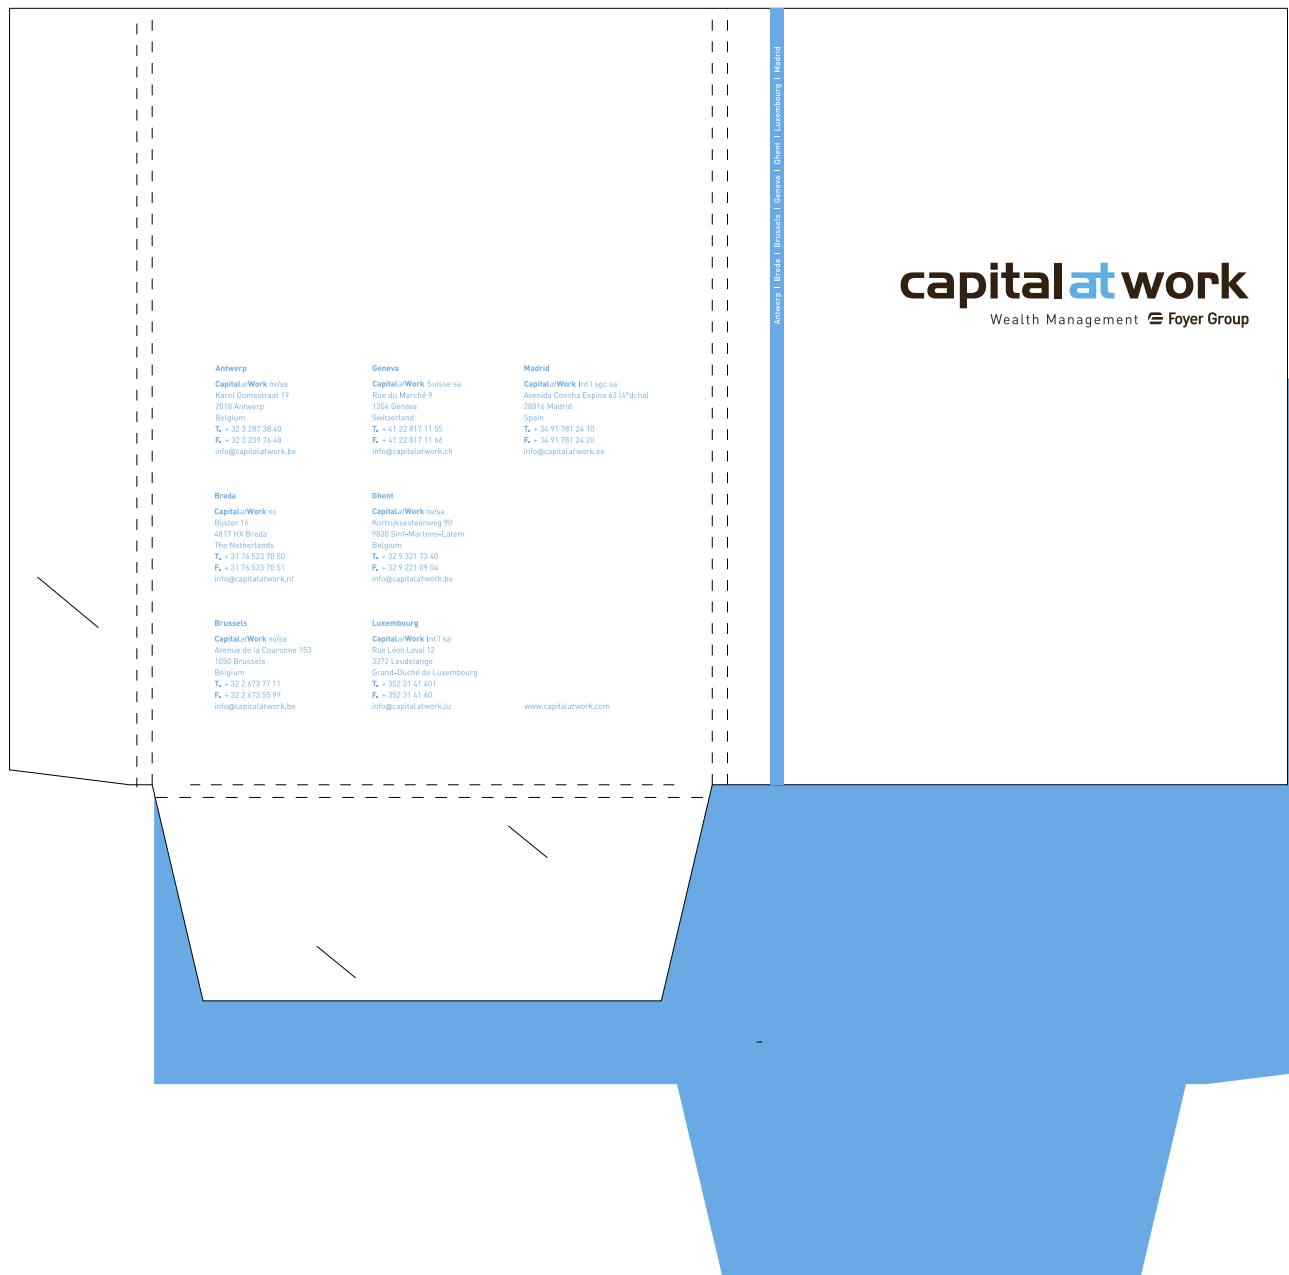 Antwerp | Breda | Brussels | Geneva | Ghent | Luxembourg | Madrid
capital at work
Wealth Management Foyer Group
Antwerp
CapitalatWork nv/sa
Karel Oomsstraat 19
2018 Antwerp
Belgium
T. + 32 3 287 38 40
F. + 32 3 239 76 48
info@capitalatwork.be
Geneva
CapitalatWork Suisse sa
Rue du Marché 9
1204 Geneva
Switzerland
T. + 41 22 817 11 55
F. + 41 22 817 11 66
info@capitalatwork.ch
Madrid
CapitalatWork Int'l sgc sa
Avenida Concha Espina 63 (4°dcha)
28016 Madrid
Spain
T. + 34 91 781 24 10
F. + 34 91 781 24 20
info@capitalatwork.es
Breda
CapitalatWork nv
Bijster 16
4817 HX Breda
The Netherlands
T. + 31 76 523 70 50
F. + 31 76 523 70 51
info@capitalatwork.nl
Ghent
CapitalatWork nv/sa
Kortrijksesteenweg 90
9830 Sint-Martens-Latem
Belgium
T. + 32 9 321 73 40
F. + 32 9 221 09 04
info@capitalatwork.be
Brussels
CapitalatWork nv/sa
Avenue de la Couronne 153
1050 Brussels
Belgium
T. + 32 2 673 77 11
F. + 32 2 673 55 99
info@capitalatwork.be
Luxembourg
CapitalatWork Int'l sa
Rue Léon Laval 12
3372 Leudelange
Grand-Duché de Luxembourg
T. + 352 31 41 401
F. + 352 31 41 60
info@capitalatwork.lu
www.capitalatwork.com